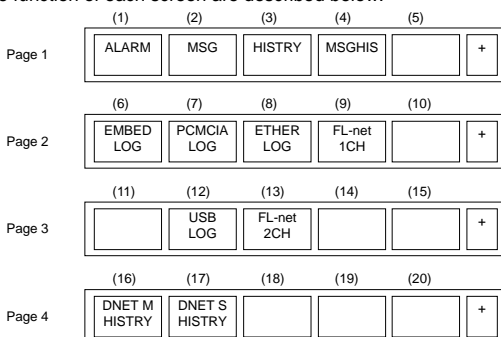 function of each screen are described below.
(1) (2) (3) (4) (5)
Page 1 ALARM MSG HISTRY MSGHIS +
(6) (7) (8) (9) (10)
Page 2 EMBED LOG PCMCIA LOG ETHER LOG FL-net 1CH +
(11) (12) (13) (14) (15)
Page 3 USB LOG FL-net 2CH +
(16) (17) (18) (19) (20)
Page 4 DNET M HISTRY DNET S HISTRY +